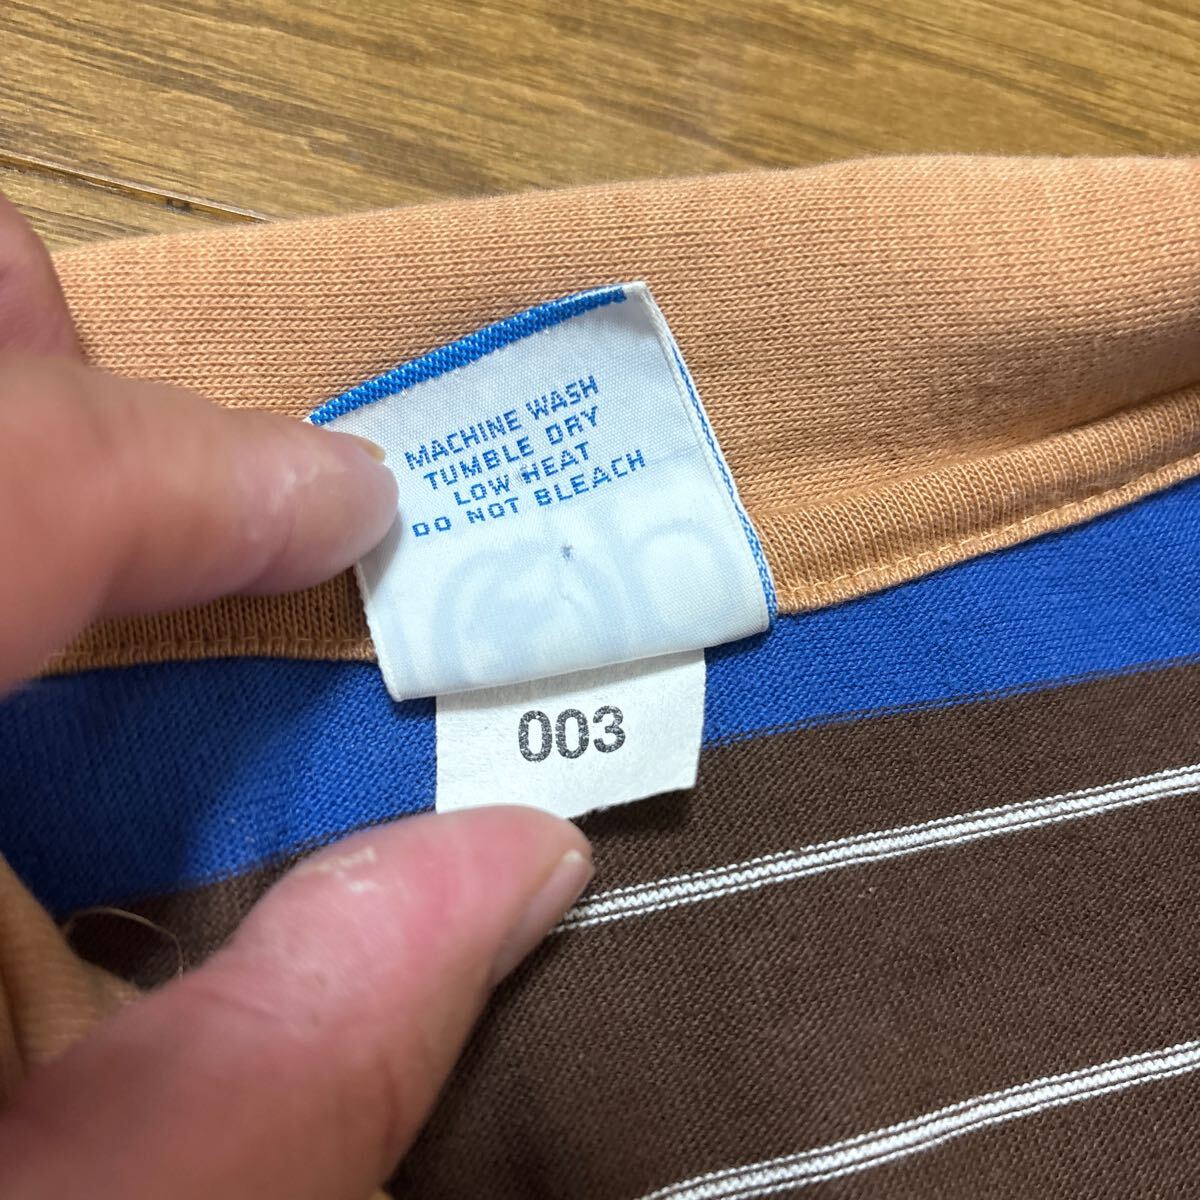 MACHINE WASH
TUMBLE DRY
LOW HEAT
DO NOT BLEACH
003